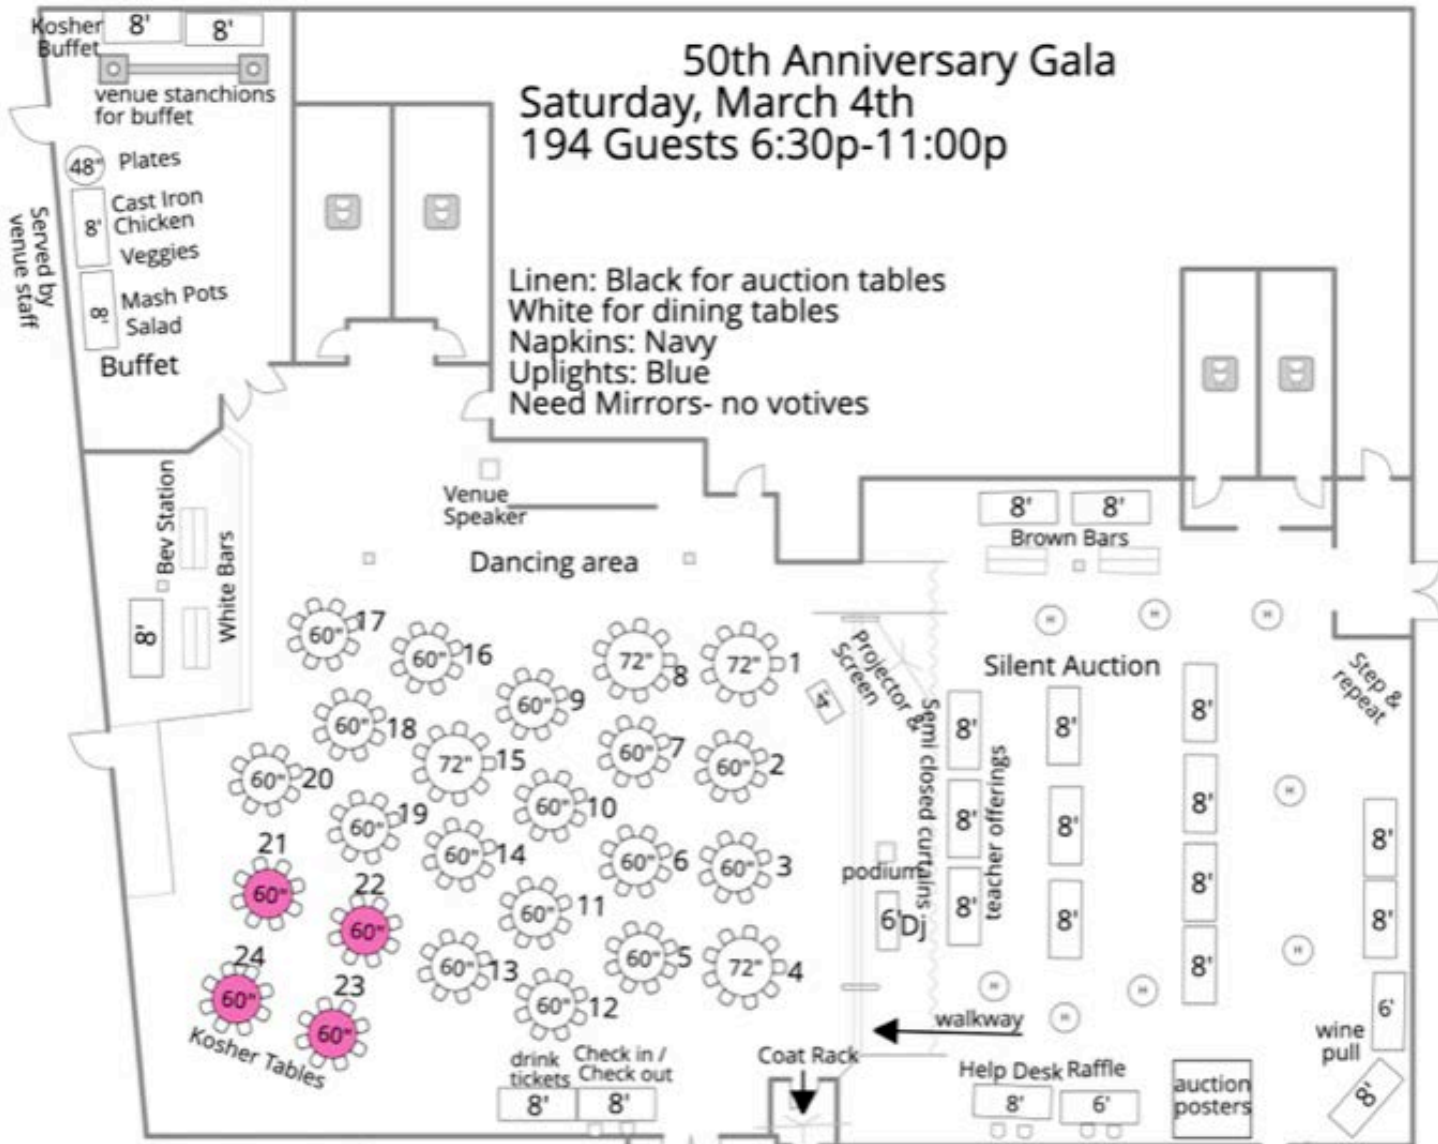 Kosher
Buffet
8'
8'
venue stanchions
for buffet
50th Anniversary Gala
Saturday, March 4th
194 Guests 6:30p-11:00p
48"
Plates
8'
Cast Iron
Chicken
Veggies
Served by
venue staff
8'
Mash Pots
Salad
Buffet
Linen: Black for auction tables
White for dining tables
Napkins: Navy
Uplights: Blue
Need Mirrors- no votives
Bev Station
White Bars
8'
Venue
Speaker
Dancing area
8'
8'
Brown Bars
H
H
H
60" 17
60" 16
60" 9
72" 8
72" 1
60" 18
72" 15
60" 7
60" 2
60" 20
60" 19
60" 10
60" 14
60" 6
60" 3
21
60"
22
60"
60" 11
60" 13
60" 5
72" 4
24
60"
23
60"
60" 12
Kosher Tables
Projector &
Screen
4'
Semi closed curtains
podium
6'
Dj
Silent Auction
8'
8'
8'
teacher offerings
8'
8'
8'
8'
8'
8'
8'
Step &
repeat
H
8'
8'
H
H
H
H
6'
wine
pull
8'
walkway
drink
tickets
8'
Check in /
Check out
8'
Coat Rack
Help Desk
8'
Raffle
6'
auction
posters